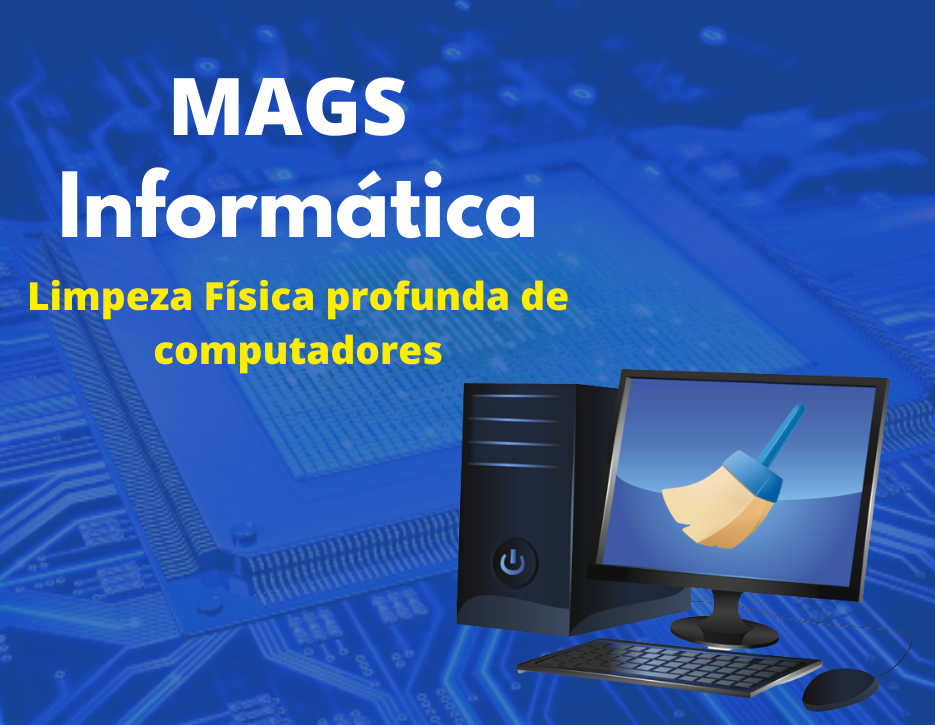 MAGS
Informática
Limpeza Física profunda de
computadores